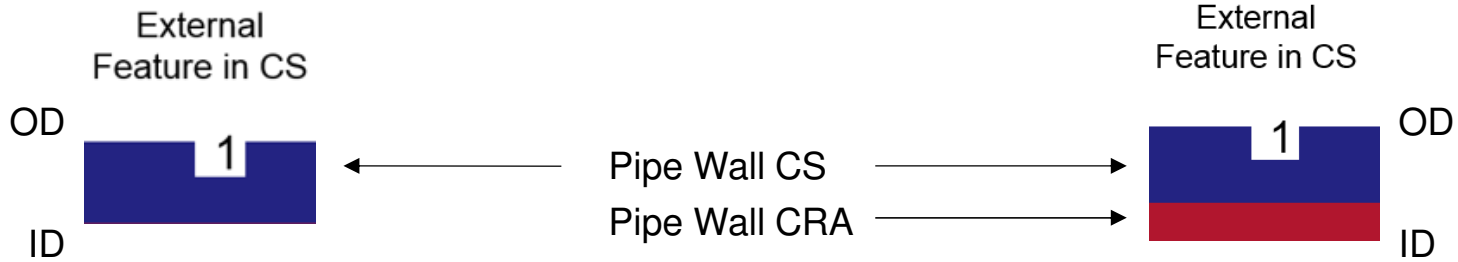 External
Feature in CS
OD
1
ID
Pipe Wall CS
Pipe Wall CRA
External
Feature in CS
1
OD
ID